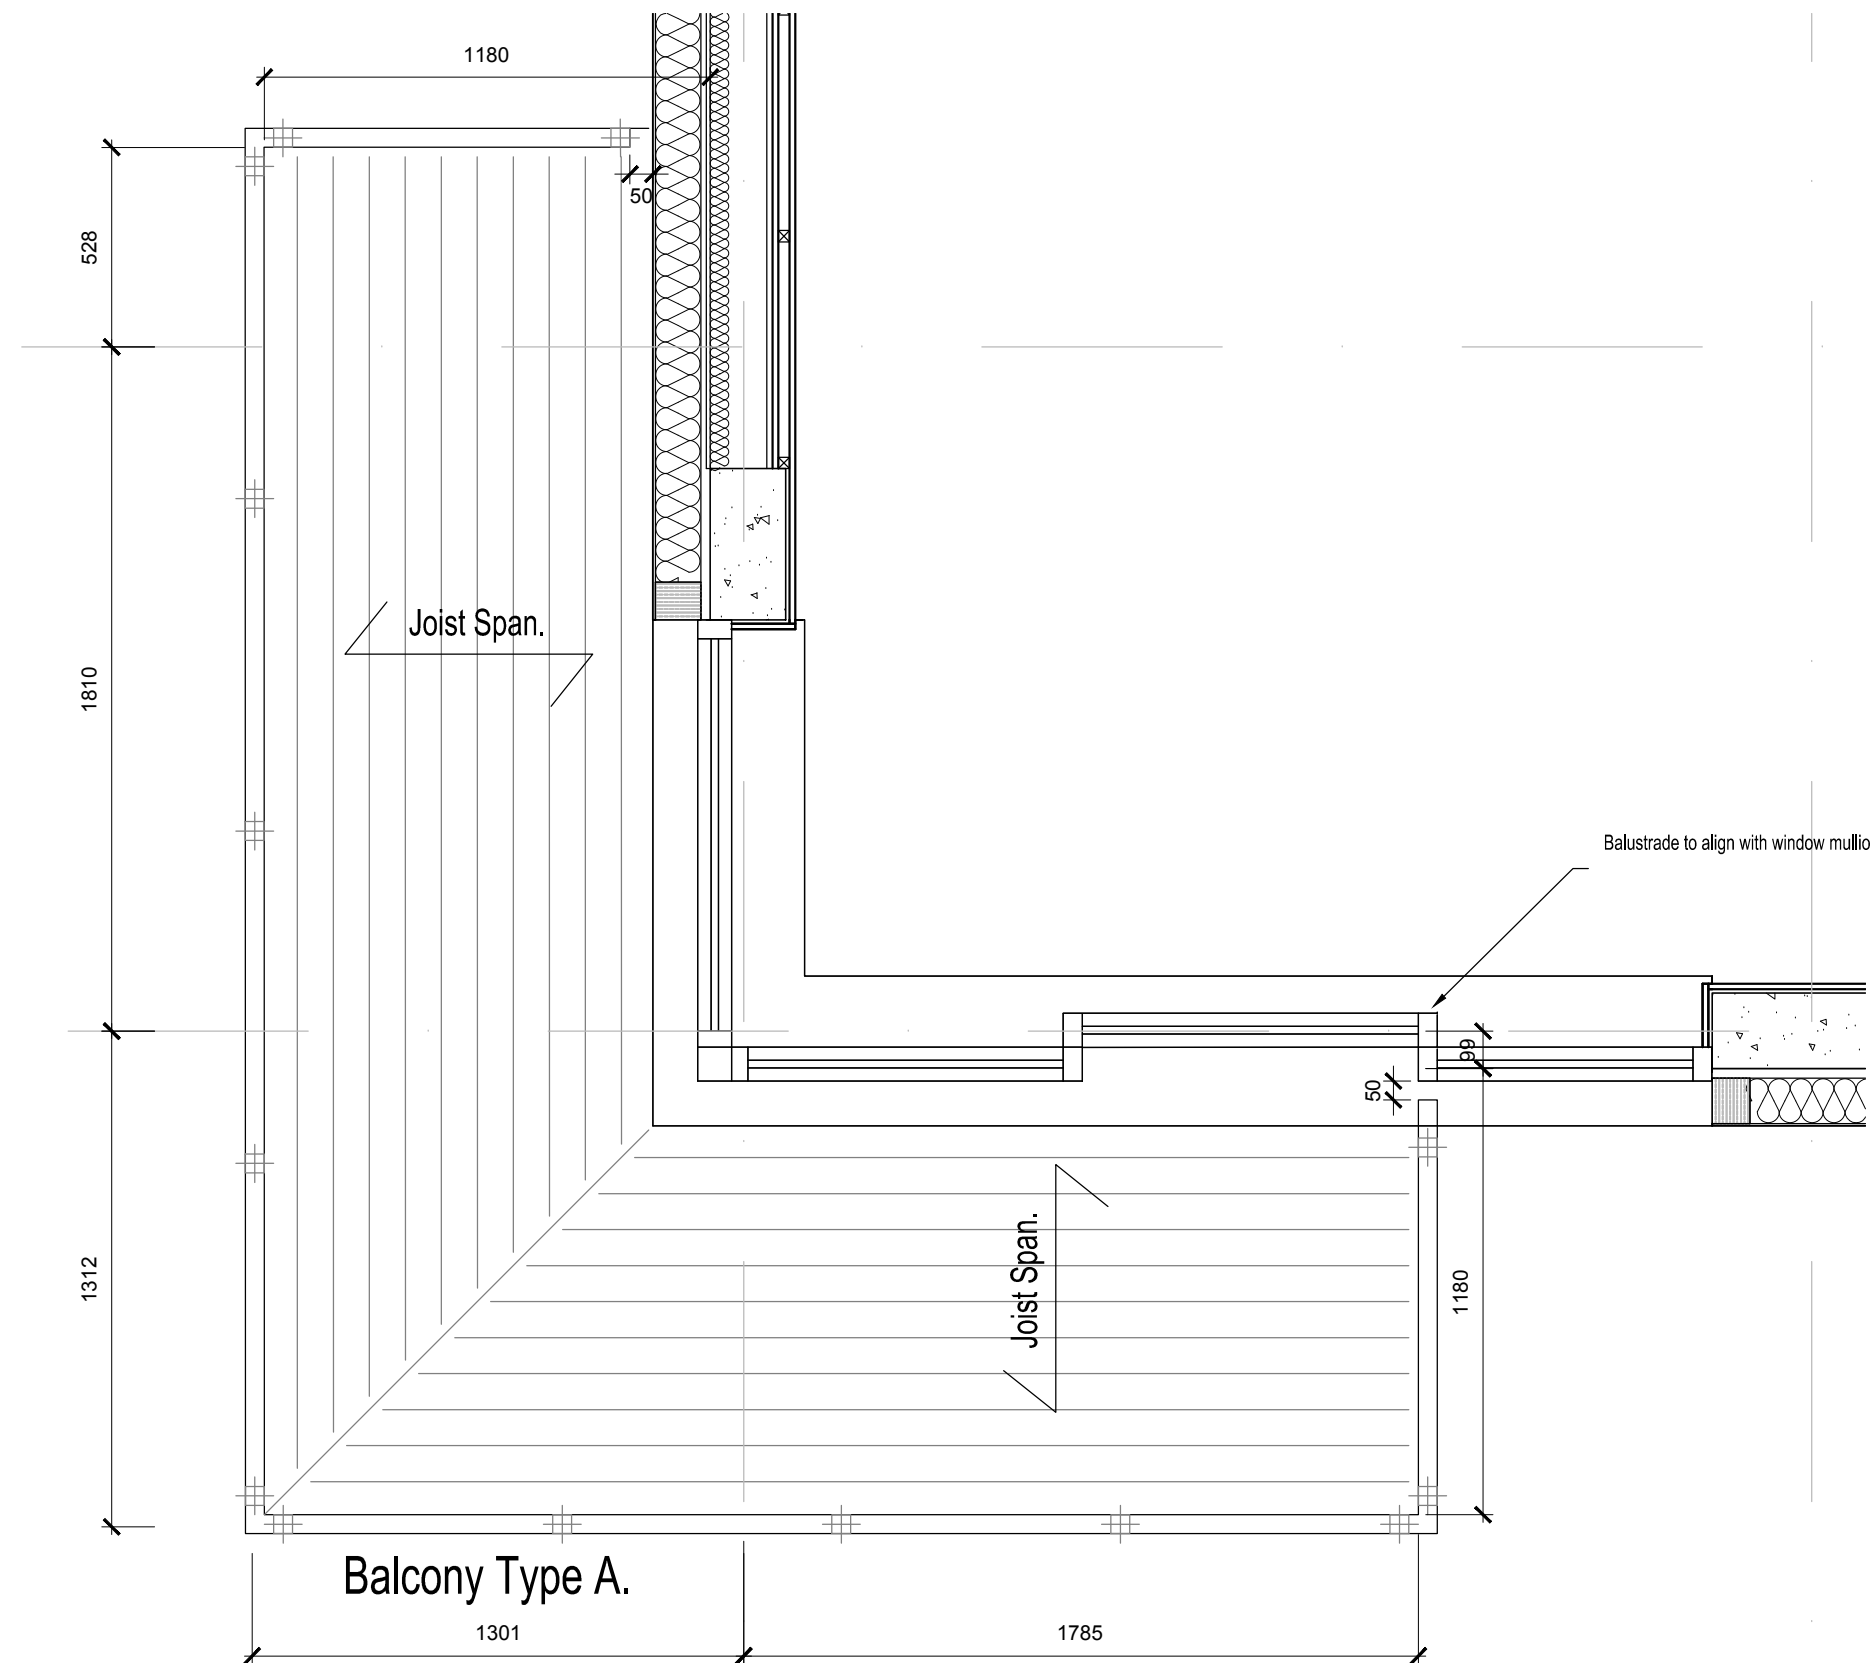 1180
50
528
Joist Span.
1810
Balustrade to align with window mullio
99
50
Joist Span.
1312
1180
Balcony Type A.
1301
1785